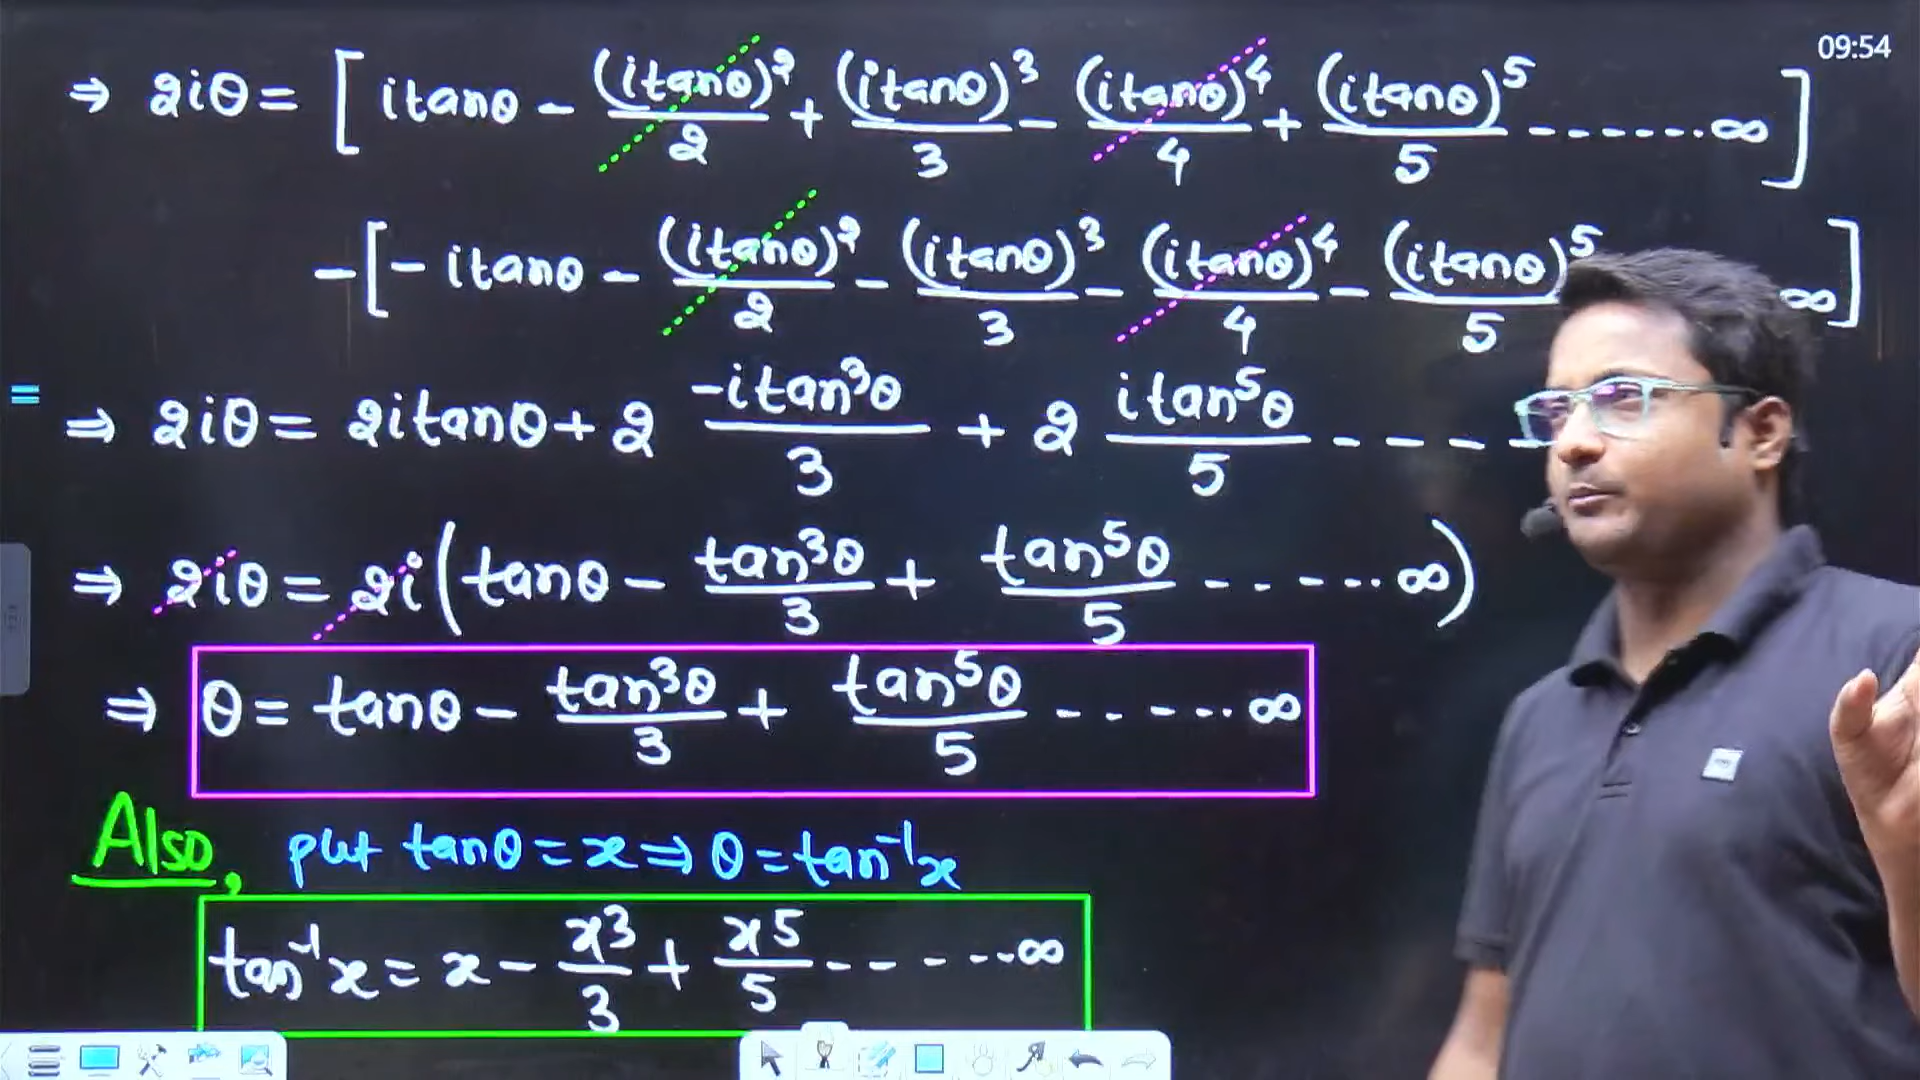 09:54
⇒ 2iθ = [ itanθ - (itanθ)²/2 + (itanθ)³/3 - (itanθ)⁴/4 + (itanθ)⁵/5 ------- ∞ ]
-[ - itanθ - (itanθ)²/2 - (itanθ)³/3 - (itanθ)⁴/4 - (itanθ)⁵/5 ∞ ]
⇒ 2iθ = 2itanθ + 2 -itan³θ/3 + 2 itan⁵θ/5 - - - -
⇒ 2iθ = 2i( tanθ - tan³θ/3 + tan⁵θ/5 - - - --- ∞ )
⇒ θ = tanθ - tan³θ/3 + tan⁵θ/5 - - - --- ∞
Also, put tanθ = x ⇒ θ = tan⁻¹x
tan⁻¹x = x - x³/3 + x⁵/5 - - - - --- ∞